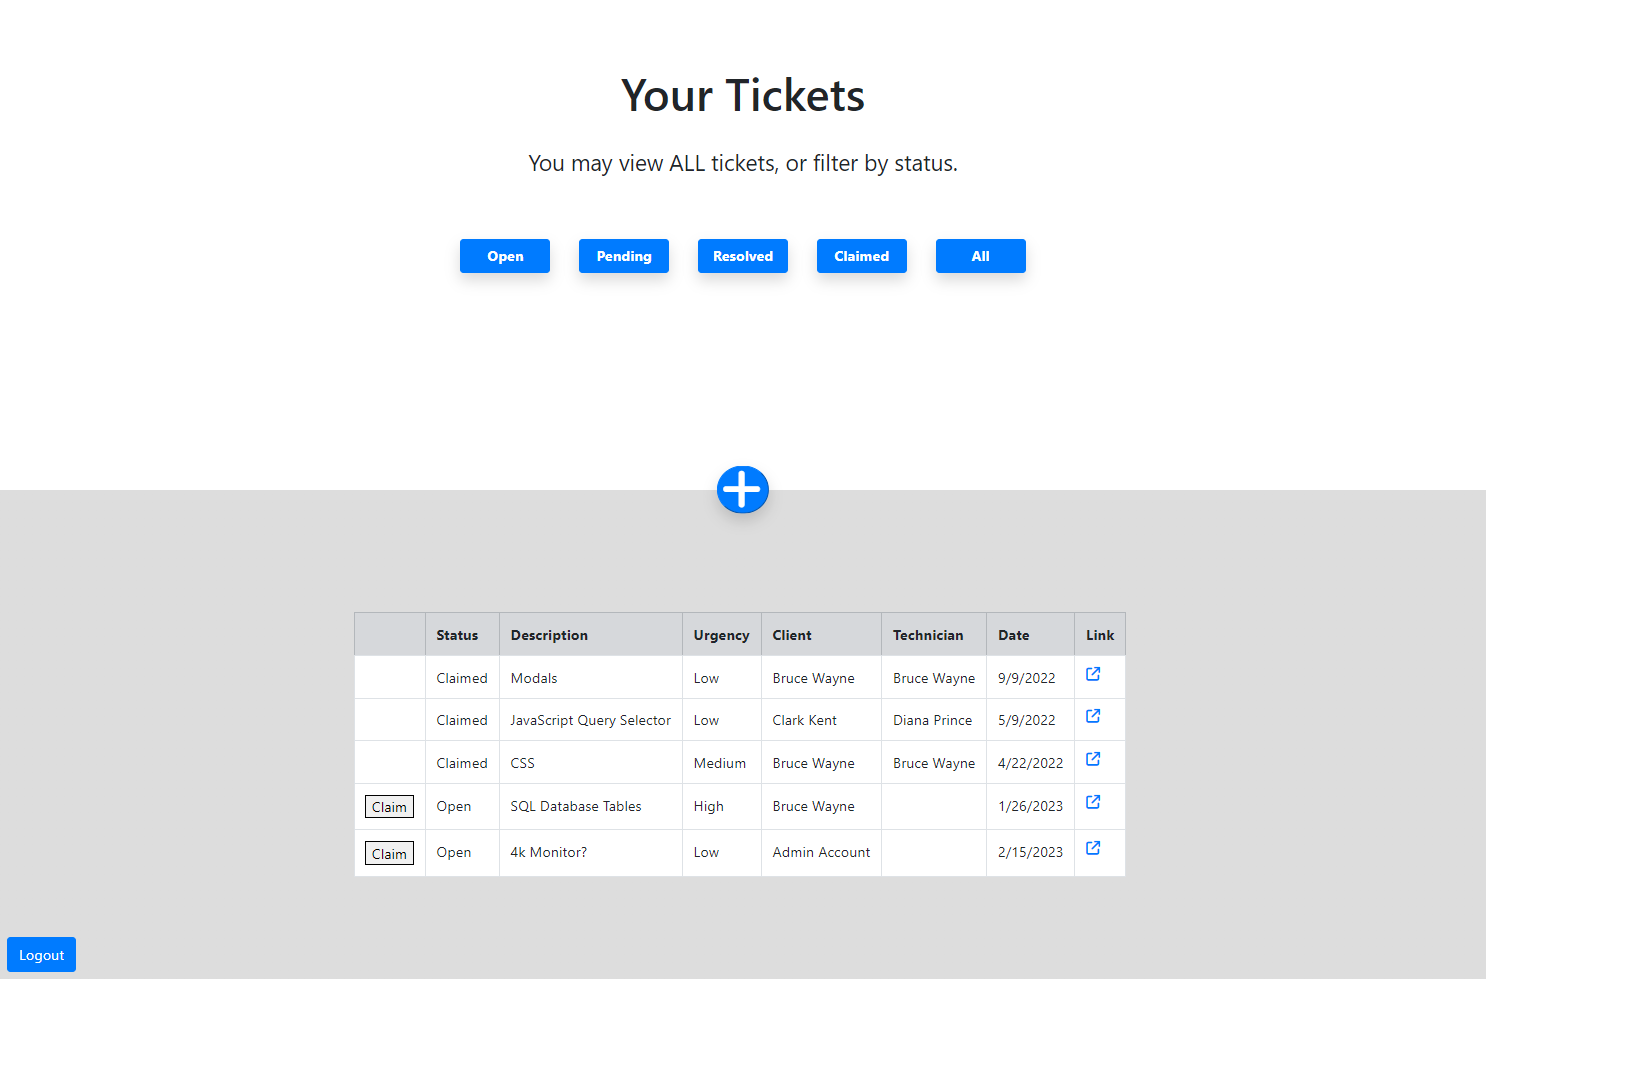 Your Tickets
You may view ALL tickets, or filter by status.
Open Pending Resolved Claimed All
Status Description Urgency Client Technician Date Link
Claimed Modals Low Bruce Wayne Bruce Wayne 9/9/2022
Claimed JavaScript Query Selector Low Clark Kent Diana Prince 5/9/2022
Claimed CSS Medium Bruce Wayne Bruce Wayne 4/22/2022
Claim Open SQL Database Tables High Bruce Wayne 1/26/2023
Claim Open 4k Monitor? Low Admin Account 2/15/2023
Logout